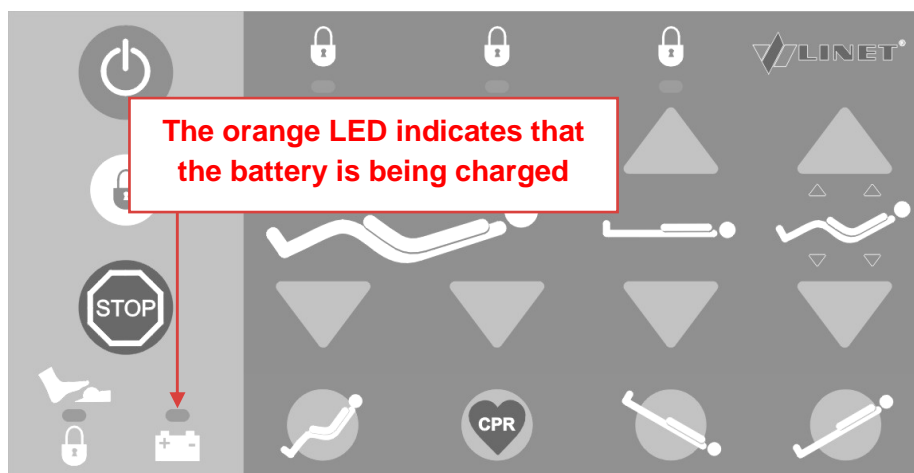 LINET®
The orange LED indicates that
the battery is being charged
STOP
+ -
CPR